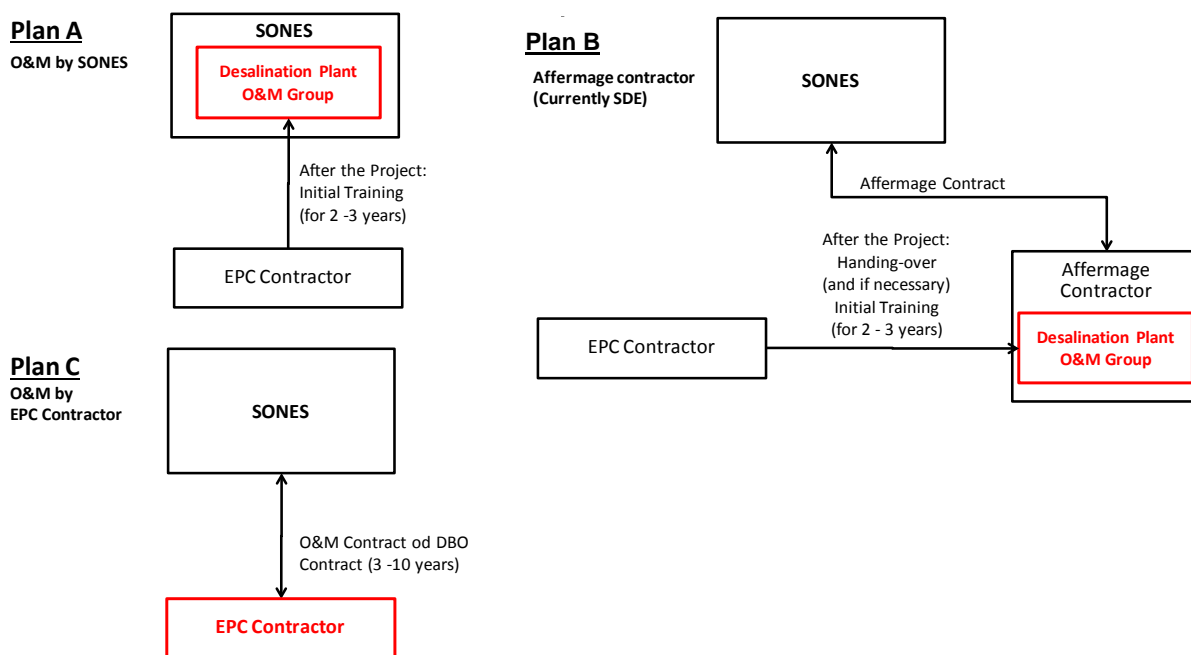 Plan A
O&M by SONES
SONES
Desalination Plant
O&M Group
After the Project:
Initial Training
(for 2 -3 years)
EPC Contractor
Plan B
Affermage contractor
(Currently SDE)
SONES
Affermage Contract
After the Project:
Handing-over
(and if necessary)
Initial Training
(for 2 - 3 years)
EPC Contractor
Affermage
Contractor
Desalination Plant
O&M Group
Plan C
O&M by
EPC Contractor
SONES
O&M Contract od DBO
Contract (3 -10 years)
EPC Contractor